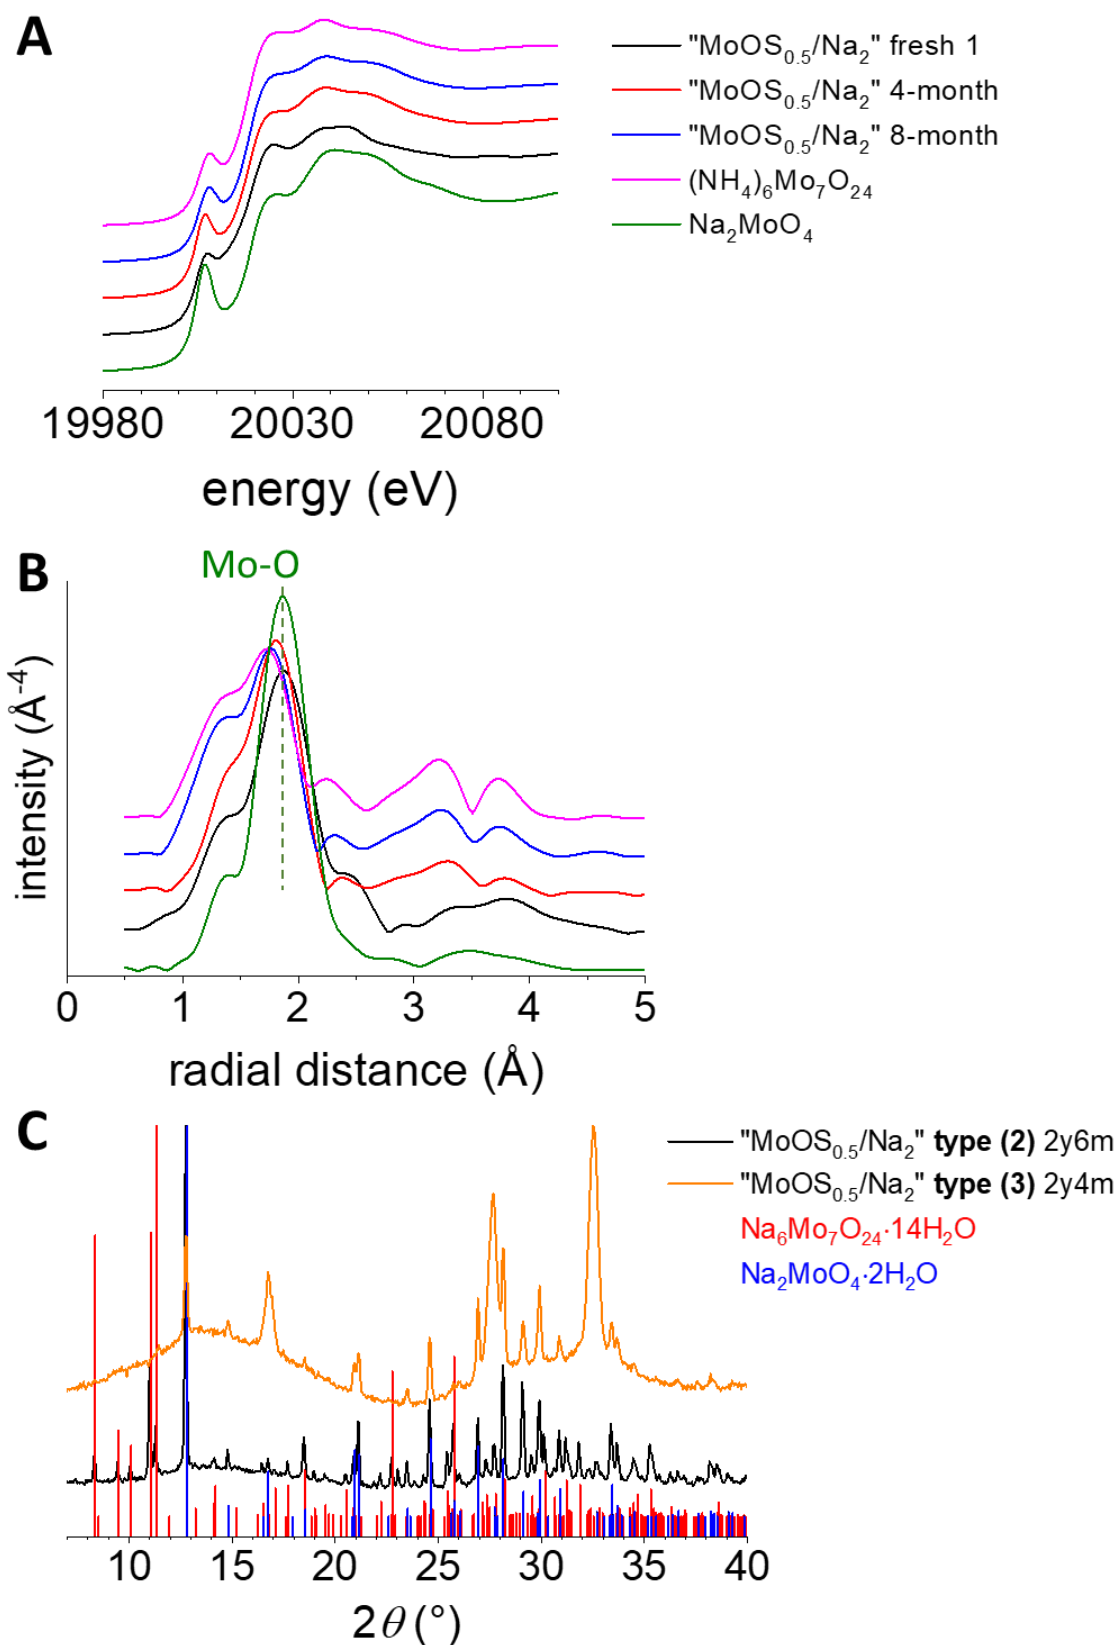 A
"MoOS0.5/Na2" fresh 1
"MoOS0.5/Na2" 4-month
"MoOS0.5/Na2" 8-month
(NH4)6Mo7O24
Na2MoO4
19980 20030 20080
energy (eV)
B
Mo-O
intensity (Å-4)
0 1 2 3 4 5
radial distance (Å)
C
"MoOS0.5/Na2" type (2) 2y6m
"MoOS0.5/Na2" type (3) 2y4m
Na6Mo7O24·14H2O
Na2MoO4·2H2O
10 15 20 25 30 35 40
2θ (°)